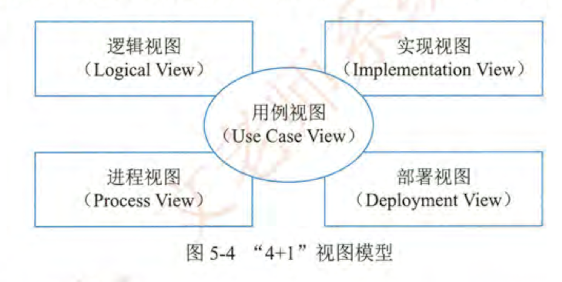 逻辑视图
（Logical View）
实现视图
（Implementation View）
用例视图
（Use Case View）
进程视图
（Process View）
部署视图
（Deployment View）
图 5-4 “4+1”视图模型